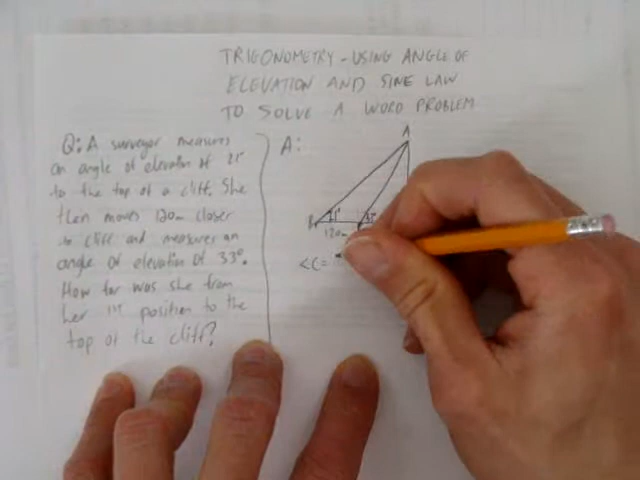 TRIGONOMETRY - USING ANGLE OF
ELEVATION AND SINE LAW
TO SOLVE A WORD PROBLEM
Q: A surveyor measures
an angle of elevation of 21°
to the top of a cliff. She
then moves 120m closer
to cliff and measures an
angle of elevation of 33°.
How far was she from
her 1st position to the
top of the cliff?
A:
A
B 21° 33°
120m
<C=